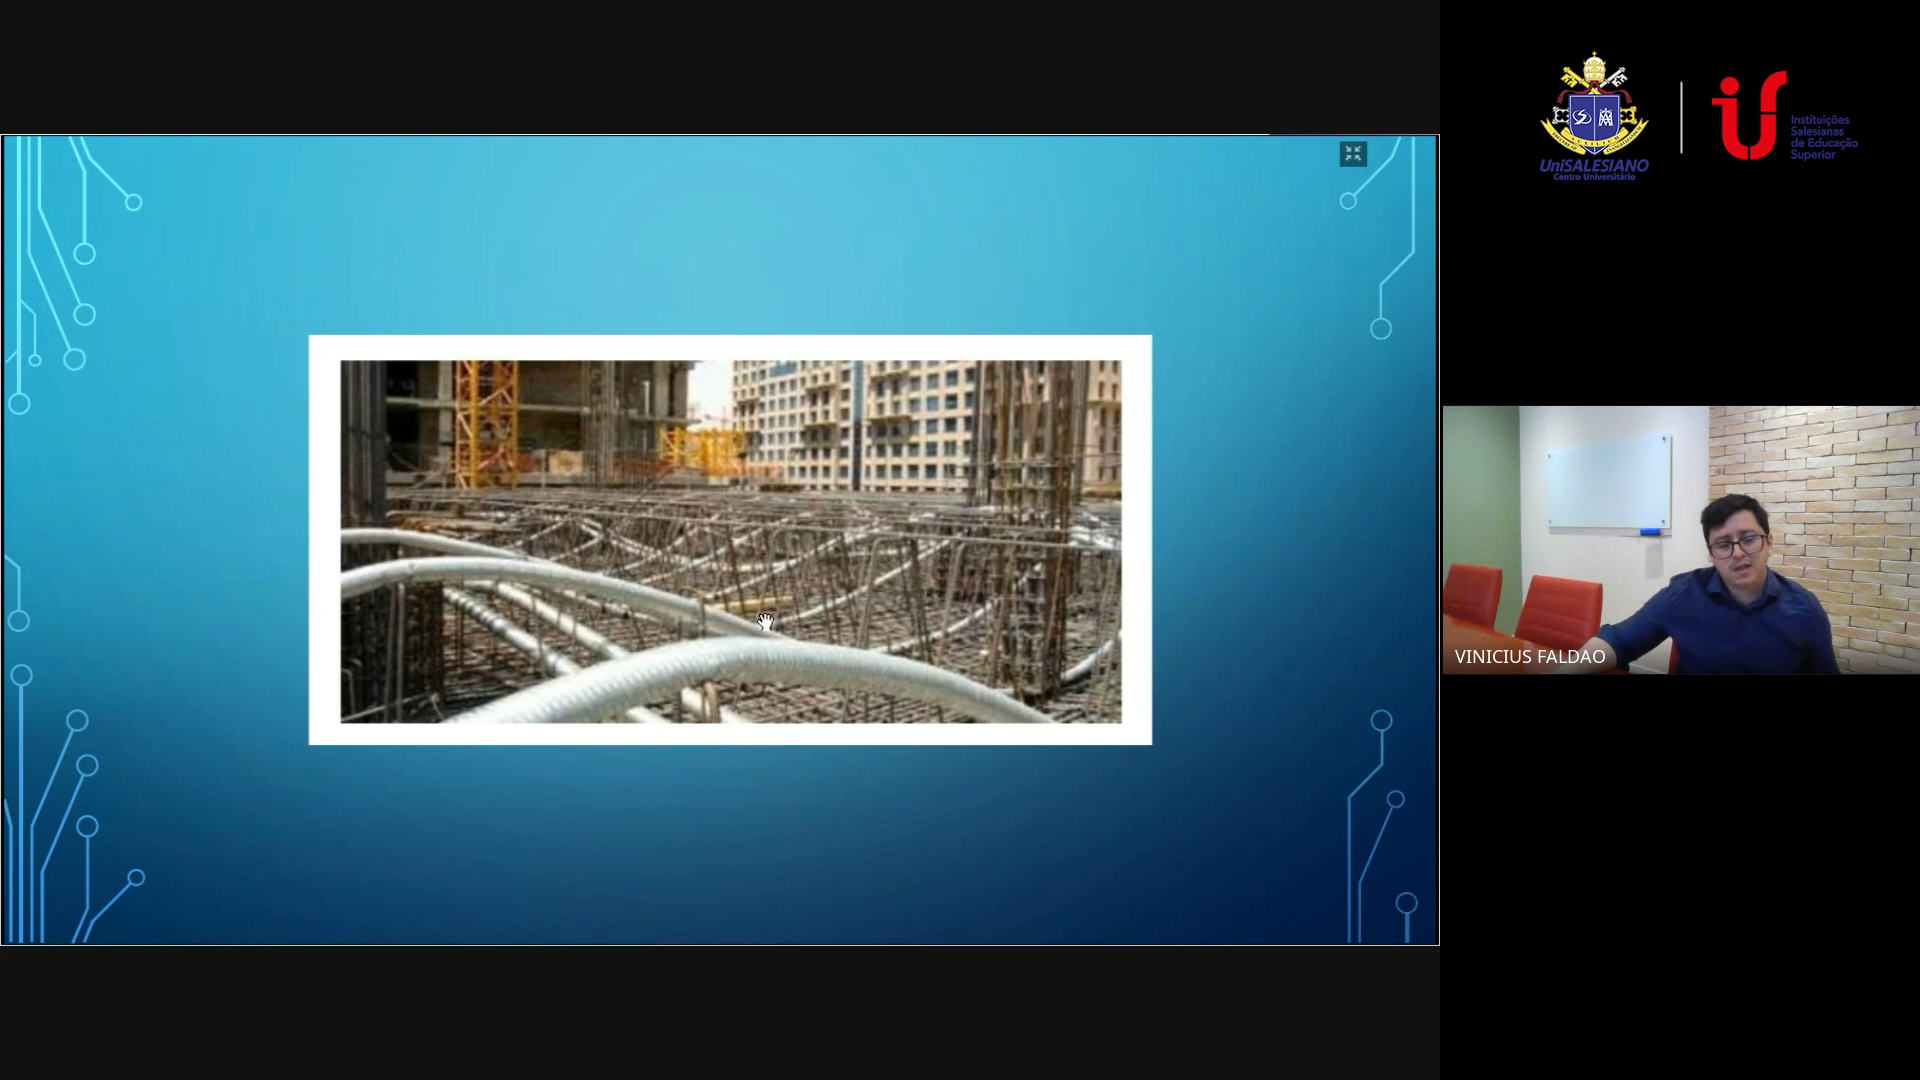 UniSALESIANO
Centro Universitário
Instituições
Salesianas
de Educação
Superior
VINICIUS FALDAO